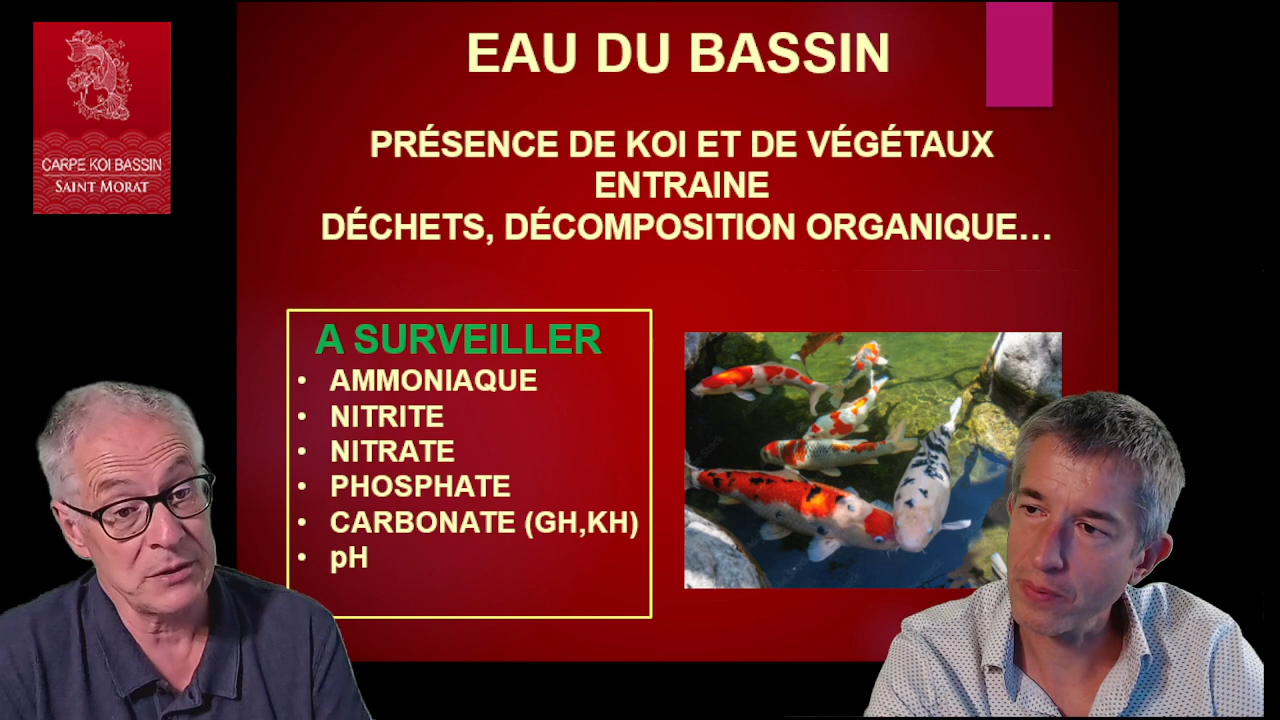 CARPE KOI BASSIN
SAINT MORAT
EAU DU BASSIN
PRÉSENCE DE KOI ET DE VÉGÉTAUX
ENTRAINE
DÉCHETS, DÉCOMPOSITION ORGANIQUE…
A SURVEILLER
• AMMONIAQUE
• NITRITE
• NITRATE
• PHOSPHATE
• CARBONATE (GH,KH)
• pH